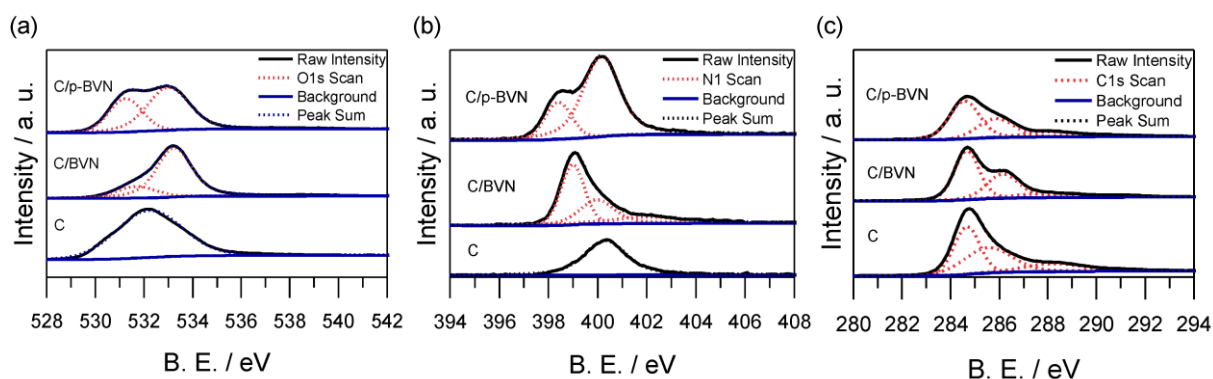 (a)
Intensity / a. u.
C/p-BVN
C/BVN
C
Raw Intensity
O1s Scan
Background
Peak Sum
528 530 532 534 536 538 540 542
B. E. / eV
(b)
Intensity / a. u.
C/p-BVN
C/BVN
C
Raw Intensity
N1 Scan
Background
Peak Sum
394 396 398 400 402 404 406 408
B. E. / eV
(c)
Intensity / a. u.
C/p-BVN
C/BVN
C
Raw Intensity
C1s Scan
Background
Peak Sum
280 282 284 286 288 290 292 294
B. E. / eV